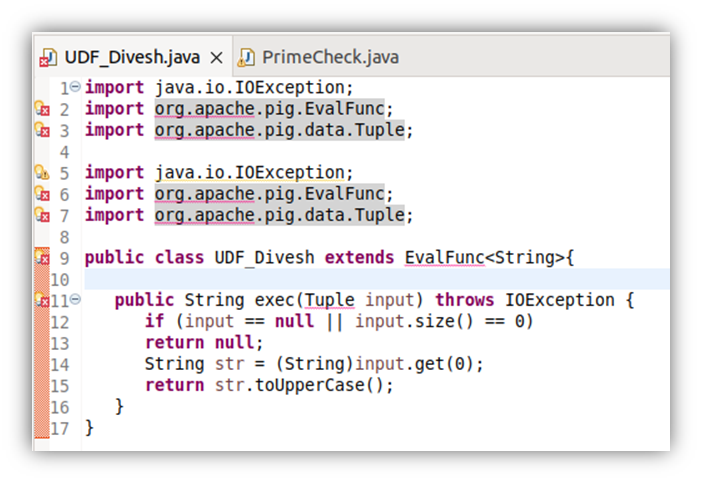 UDF_Divesh.java PrimeCheck.java
1 import java.io.IOException;
2 import org.apache.pig.EvalFunc;
3 import org.apache.pig.data.Tuple;
4
5 import java.io.IOException;
6 import org.apache.pig.EvalFunc;
7 import org.apache.pig.data.Tuple;
8
9 public class UDF_Divesh extends EvalFunc<String>{
10
11 public String exec(Tuple input) throws IOException {
12 if (input == null || input.size() == 0)
13 return null;
14 String str = (String)input.get(0);
15 return str.toUpperCase();
16 }
17 }